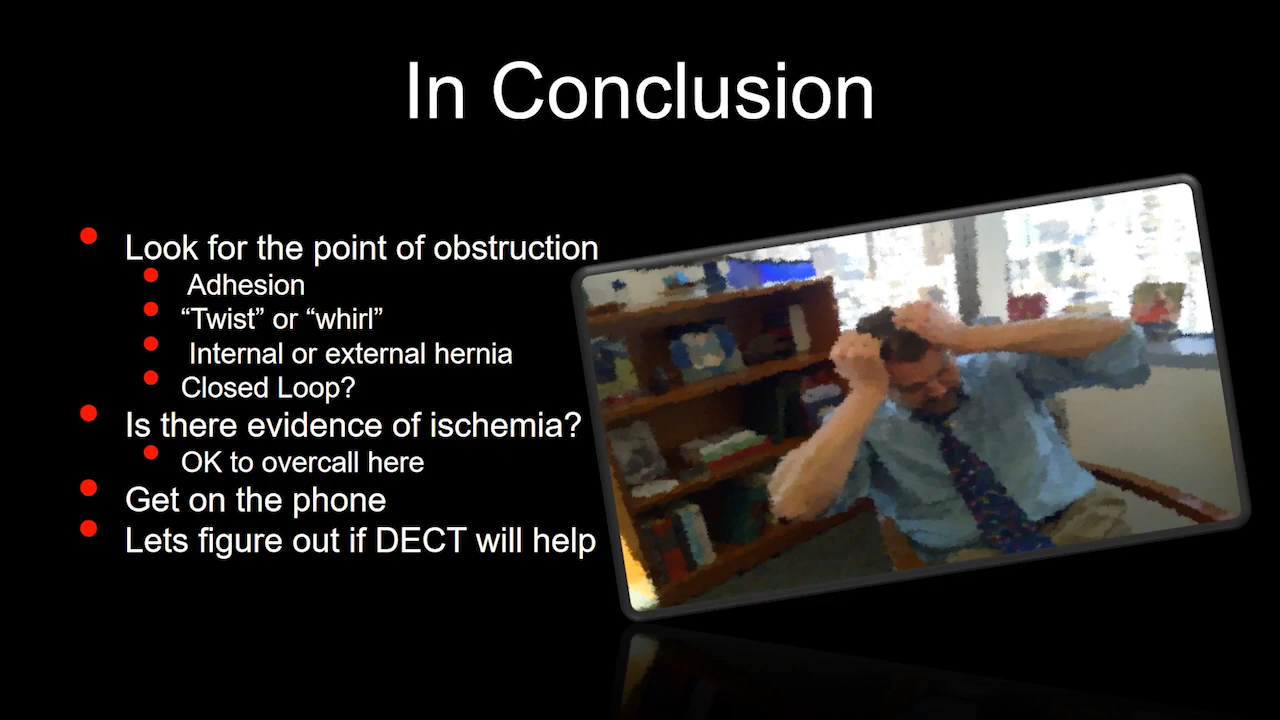 In Conclusion
Look for the point of obstruction
Adhesion
“Twist” or “whirl”
Internal or external hernia
Closed Loop?
Is there evidence of ischemia?
OK to overcall here
Get on the phone
Lets figure out if DECT will help